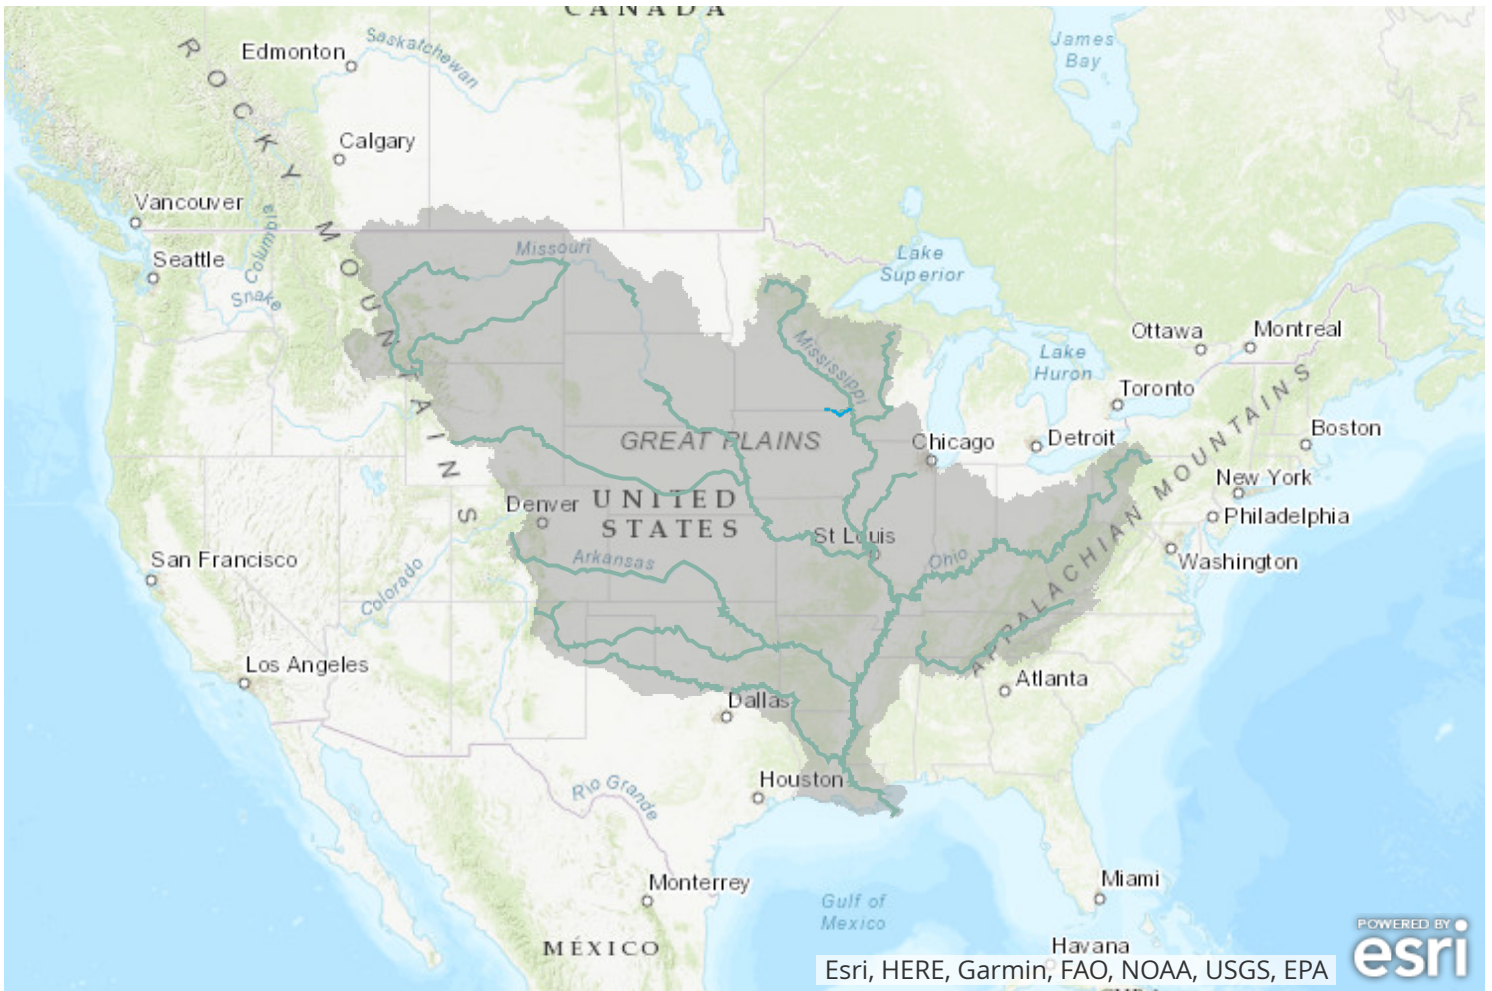 CANADA
Edmonton
Saskatchewan
James
Bay
ROCKY MOUNTAINS
Calgary
Vancouver
Columbia
Seattle
Missouri
Lake
Superior
Snake
Ottawa
Montreal
Mississippi
Lake
Huron
Toronto
Boston
GREAT PLAINS
Chicago
Detroit
APPALACHIAN MOUNTAINS
New York
Denver
UNITED
STATES
Philadelphia
St Louis
San Francisco
Arkansas
Ohio
Washington
Colorado
Los Angeles
Atlanta
Dallas
Houston
Rio Grande
Monterrey
Miami
Gulf of
Mexico
MÉXICO
Havana
POWERED BY
esri
Esri, HERE, Garmin, FAO, NOAA, USGS, EPA